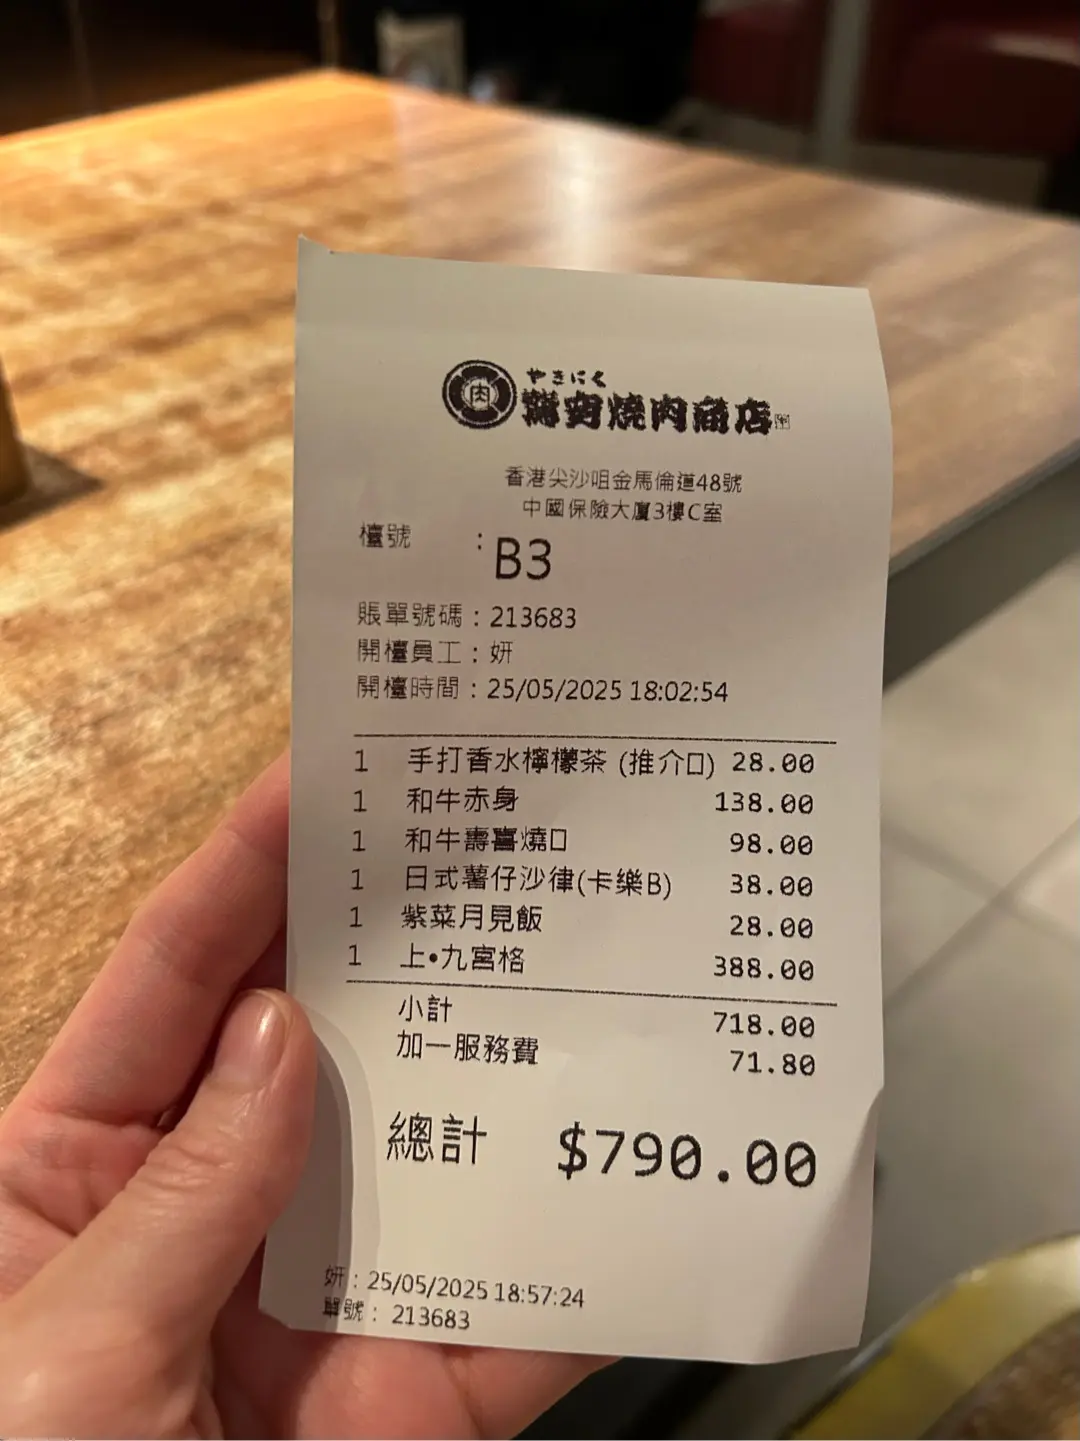 肉
やきにく
燒肉商店
香港尖沙咀金馬倫道48號
中國保險大廈3樓C室
檯號 : B3
賬單號碼 : 213683
開檯員工 : 妍
開檯時間 : 25/05/2025 18:02:54
1 手打香水檸檬茶 (推介口) 28.00
1 和牛赤身 138.00
1 和牛壽喜燒口 98.00
1 日式薯仔沙律(卡樂B) 38.00
1 紫菜月見飯 28.00
1 上•九宮格 388.00
小計 718.00
加一服務費 71.80
總計 $790.00
妍 : 25/05/2025 18:57:24
單號 : 213683